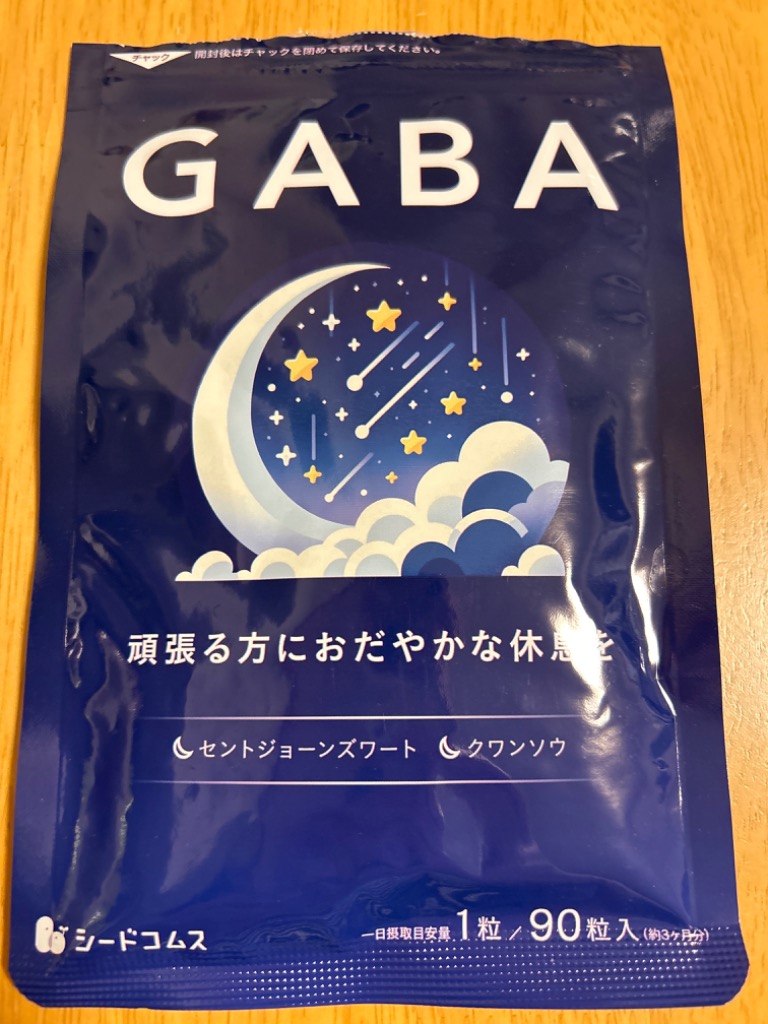 チャック
開封後はチャックを閉めて保存してください。
GABA
頑張る方におだやかな休息を
セントジョーンズワート クワンソウ
シードコムス
一日摂取目安量 1粒 / 90粒入 (約3ヶ月分)